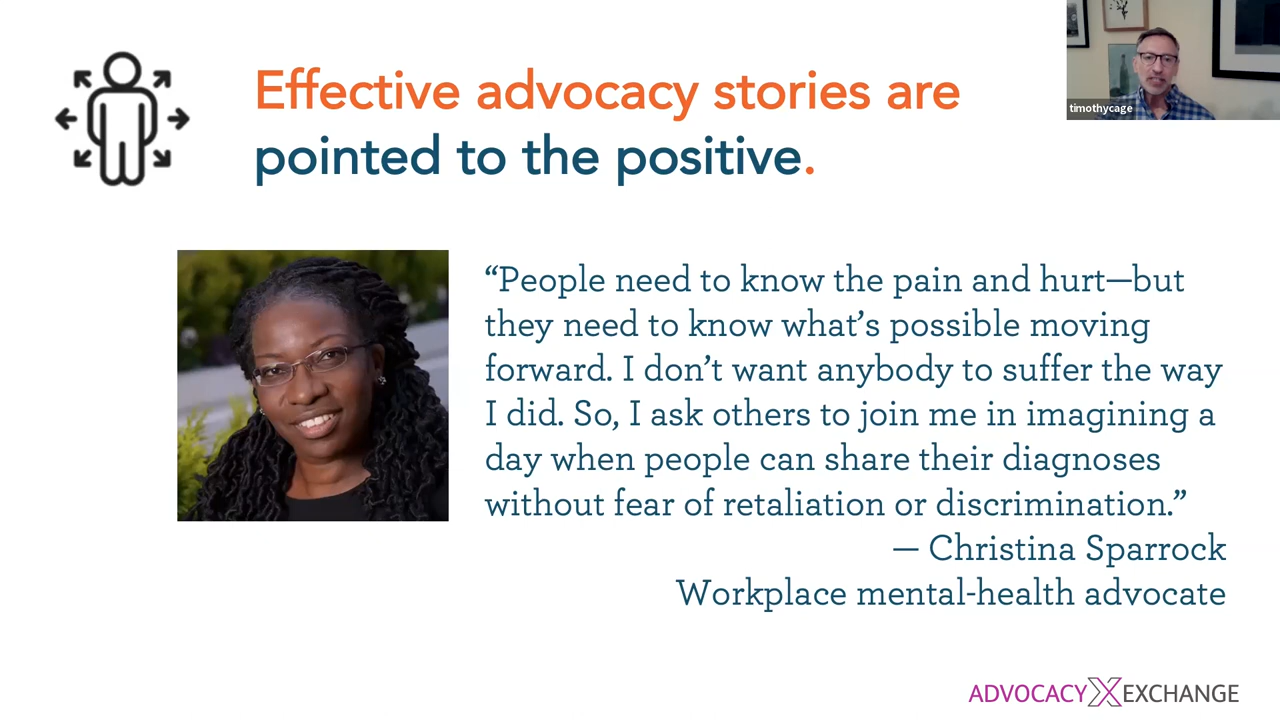 Effective advocacy stories are
pointed to the positive.
timothycage
“People need to know the pain and hurt—but
they need to know what’s possible moving
forward. I don’t want anybody to suffer the way
I did. So, I ask others to join me in imagining a
day when people can share their diagnoses
without fear of retaliation or discrimination.”
— Christina Sparrock
Workplace mental-health advocate
ADVOCACY X EXCHANGE